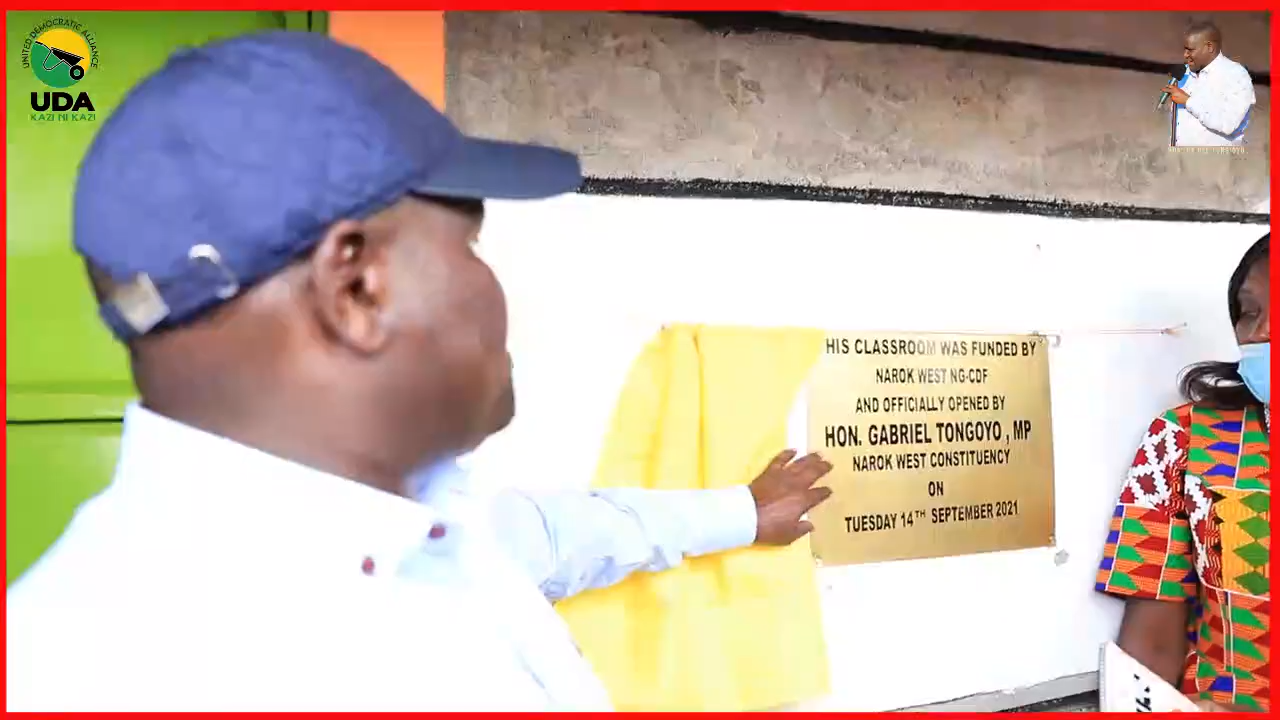 UNITED DEMOCRATIC ALLIANCE
UDA
KAZI NI KAZI
HIS CLASSROOM WAS FUNDED BY
NAROK WEST NG-CDF
AND OFFICIALLY OPENED BY
HON. GABRIEL TONGOYO, MP
NAROK WEST CONSTITUENCY
ON
TUESDAY 14TH SEPTEMBER 2021